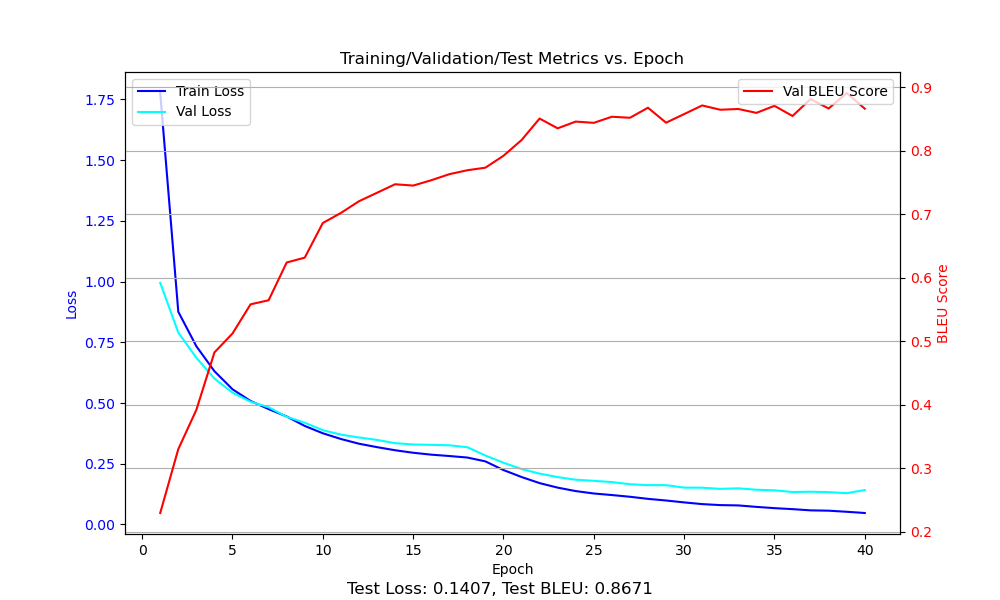 Training/Validation/Test Metrics vs. Epoch
Train Loss
Val Loss
Val BLEU Score
1.75
1.50
1.25
1.00
0.75
0.50
0.25
0.00
Loss
0.9
0.8
0.7
0.6
0.5
0.4
0.3
0.2
BLEU Score
0 5 10 15 20 25 30 35 40
Epoch
Test Loss: 0.1407, Test BLEU: 0.8671